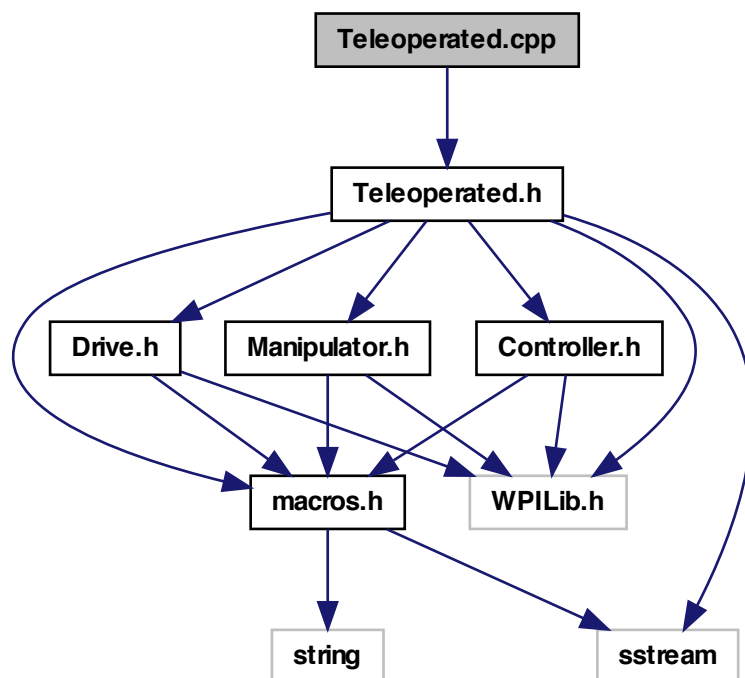 Teleoperated.cpp
Teleoperated.h
Drive.h
Manipulator.h
Controller.h
macros.h
WPILib.h
string
sstream